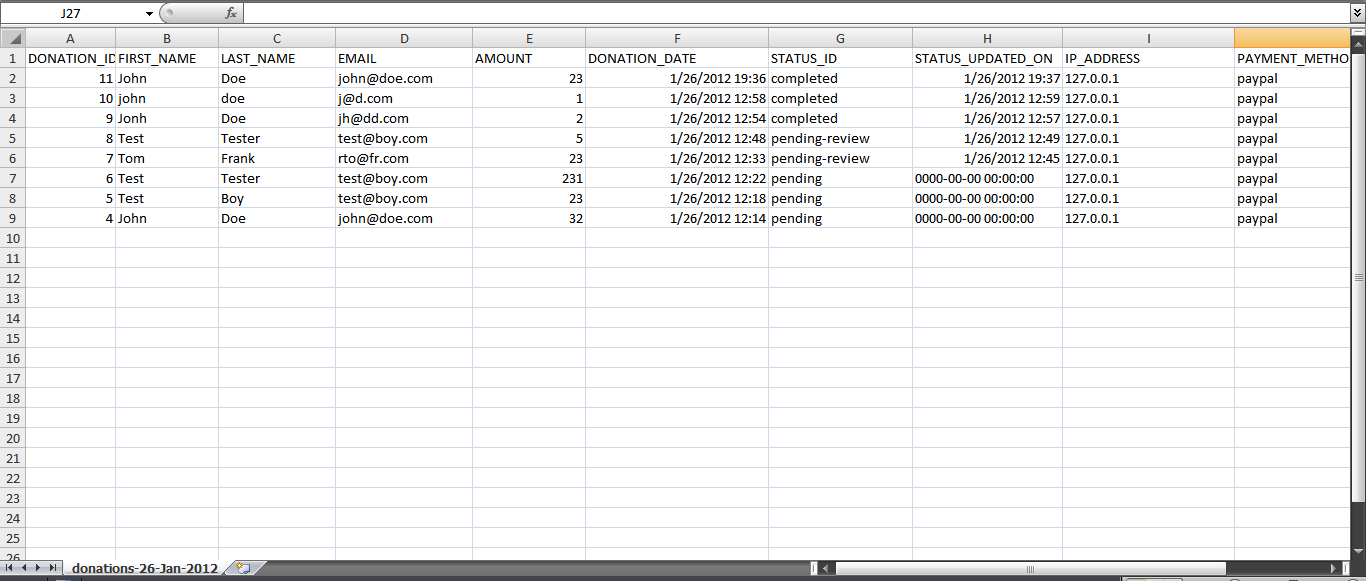 J27 fx
A B C D E F G H I
1 DONATION_ID FIRST_NAME LAST_NAME EMAIL AMOUNT DONATION_DATE STATUS_ID STATUS_UPDATED_ON IP_ADDRESS PAYMENT_METHO
2 11 John Doe john@doe.com 23 1/26/2012 19:36 completed 1/26/2012 19:37 127.0.0.1 paypal
3 10 john doe j@d.com 1 1/26/2012 12:58 completed 1/26/2012 12:59 127.0.0.1 paypal
4 9 Jonh Doe jh@dd.com 2 1/26/2012 12:54 completed 1/26/2012 12:57 127.0.0.1 paypal
5 8 Test Tester test@boy.com 5 1/26/2012 12:48 pending-review 1/26/2012 12:49 127.0.0.1 paypal
6 7 Tom Frank rto@fr.com 23 1/26/2012 12:33 pending-review 1/26/2012 12:45 127.0.0.1 paypal
7 6 Test Tester test@boy.com 231 1/26/2012 12:22 pending 0000-00-00 00:00:00 127.0.0.1 paypal
8 5 Test Boy test@boy.com 23 1/26/2012 12:18 pending 0000-00-00 00:00:00 127.0.0.1 paypal
9 4 John Doe john@doe.com 32 1/26/2012 12:14 pending 0000-00-00 00:00:00 127.0.0.1 paypal
10
11
12
13
14
15
16
17
18
19
20
21
22
23
24
25
26
donations-26-Jan-2012